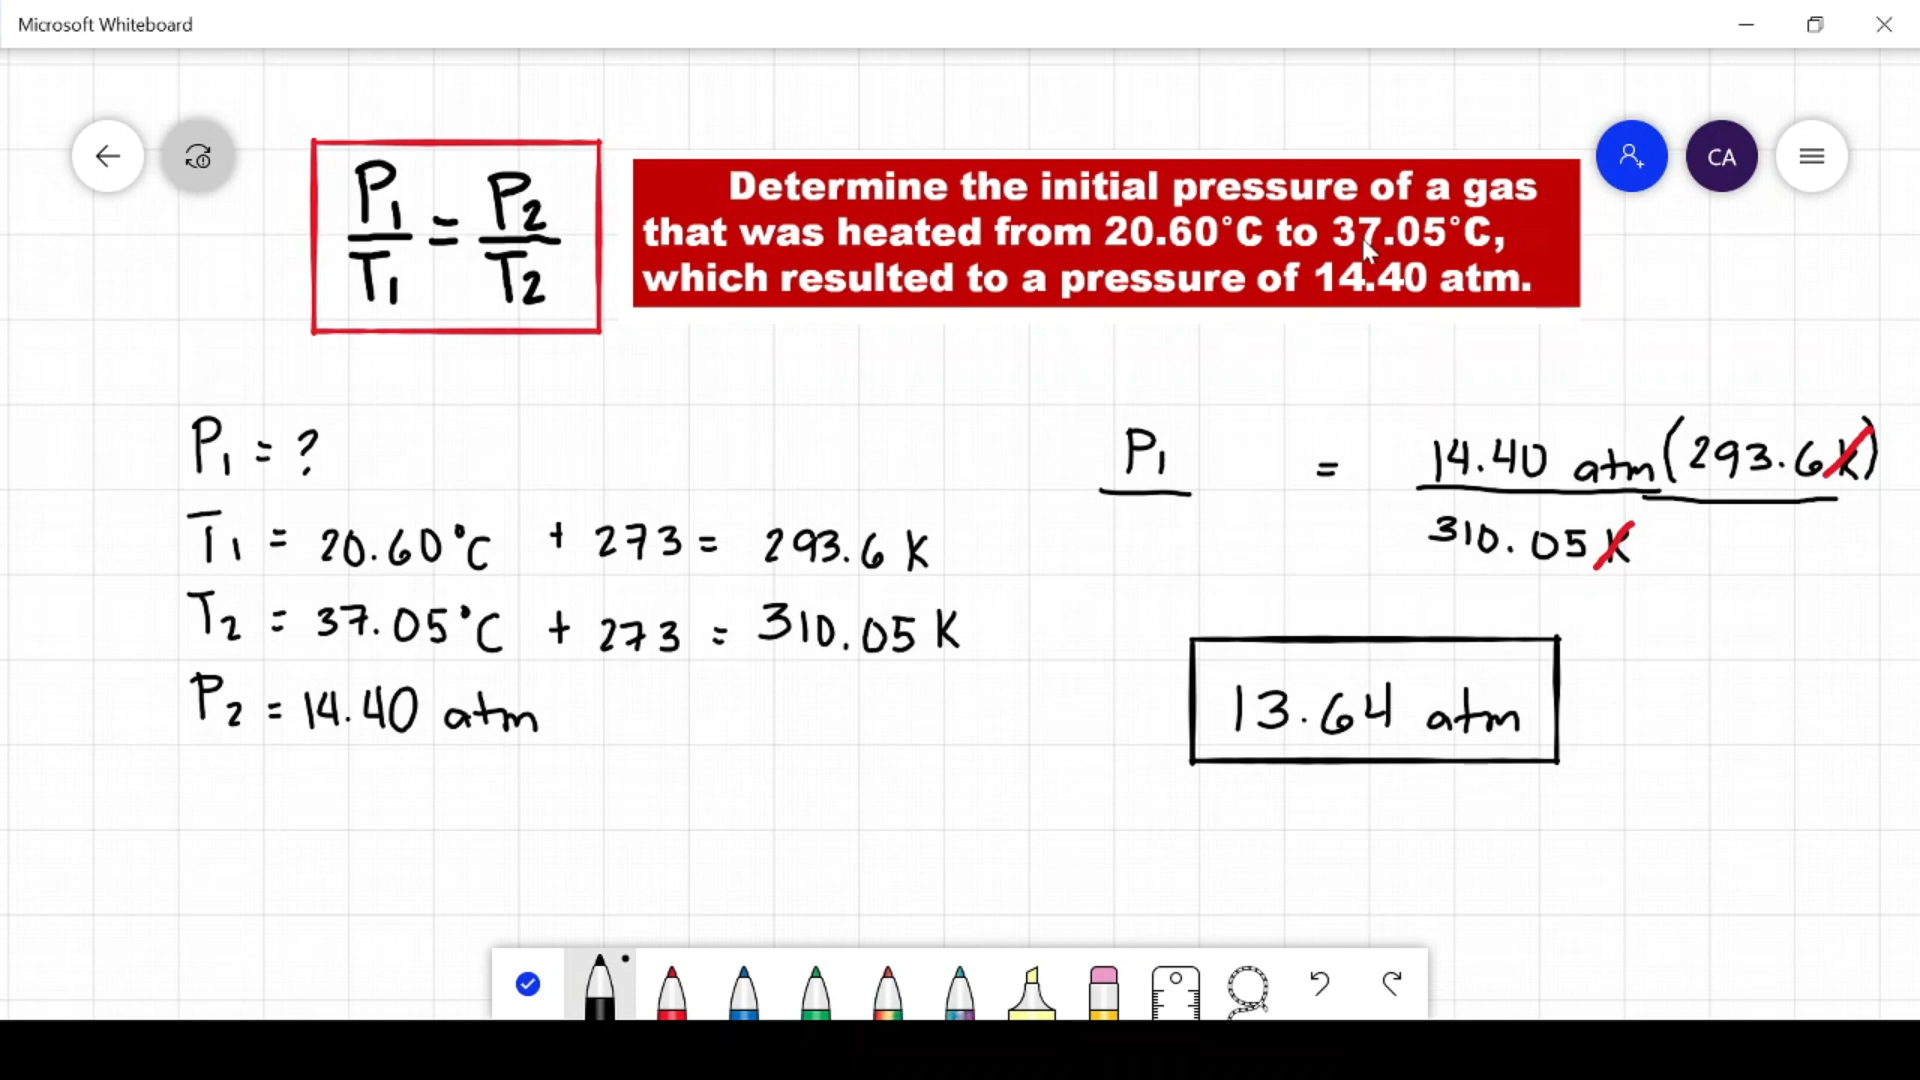 Microsoft Whiteboard
CA
P₁/T₁ = P₂/T₂
Determine the initial pressure of a gas
that was heated from 20.60°C to 37.05°C,
which resulted to a pressure of 14.40 atm.
P₁ = ?
T₁ = 20.60°C + 273 = 293.6 K
T₂ = 37.05°C + 273 = 310.05 K
P₂ = 14.40 atm
P₁ = 14.40 atm (293.6K)
310.05K
13.64 atm